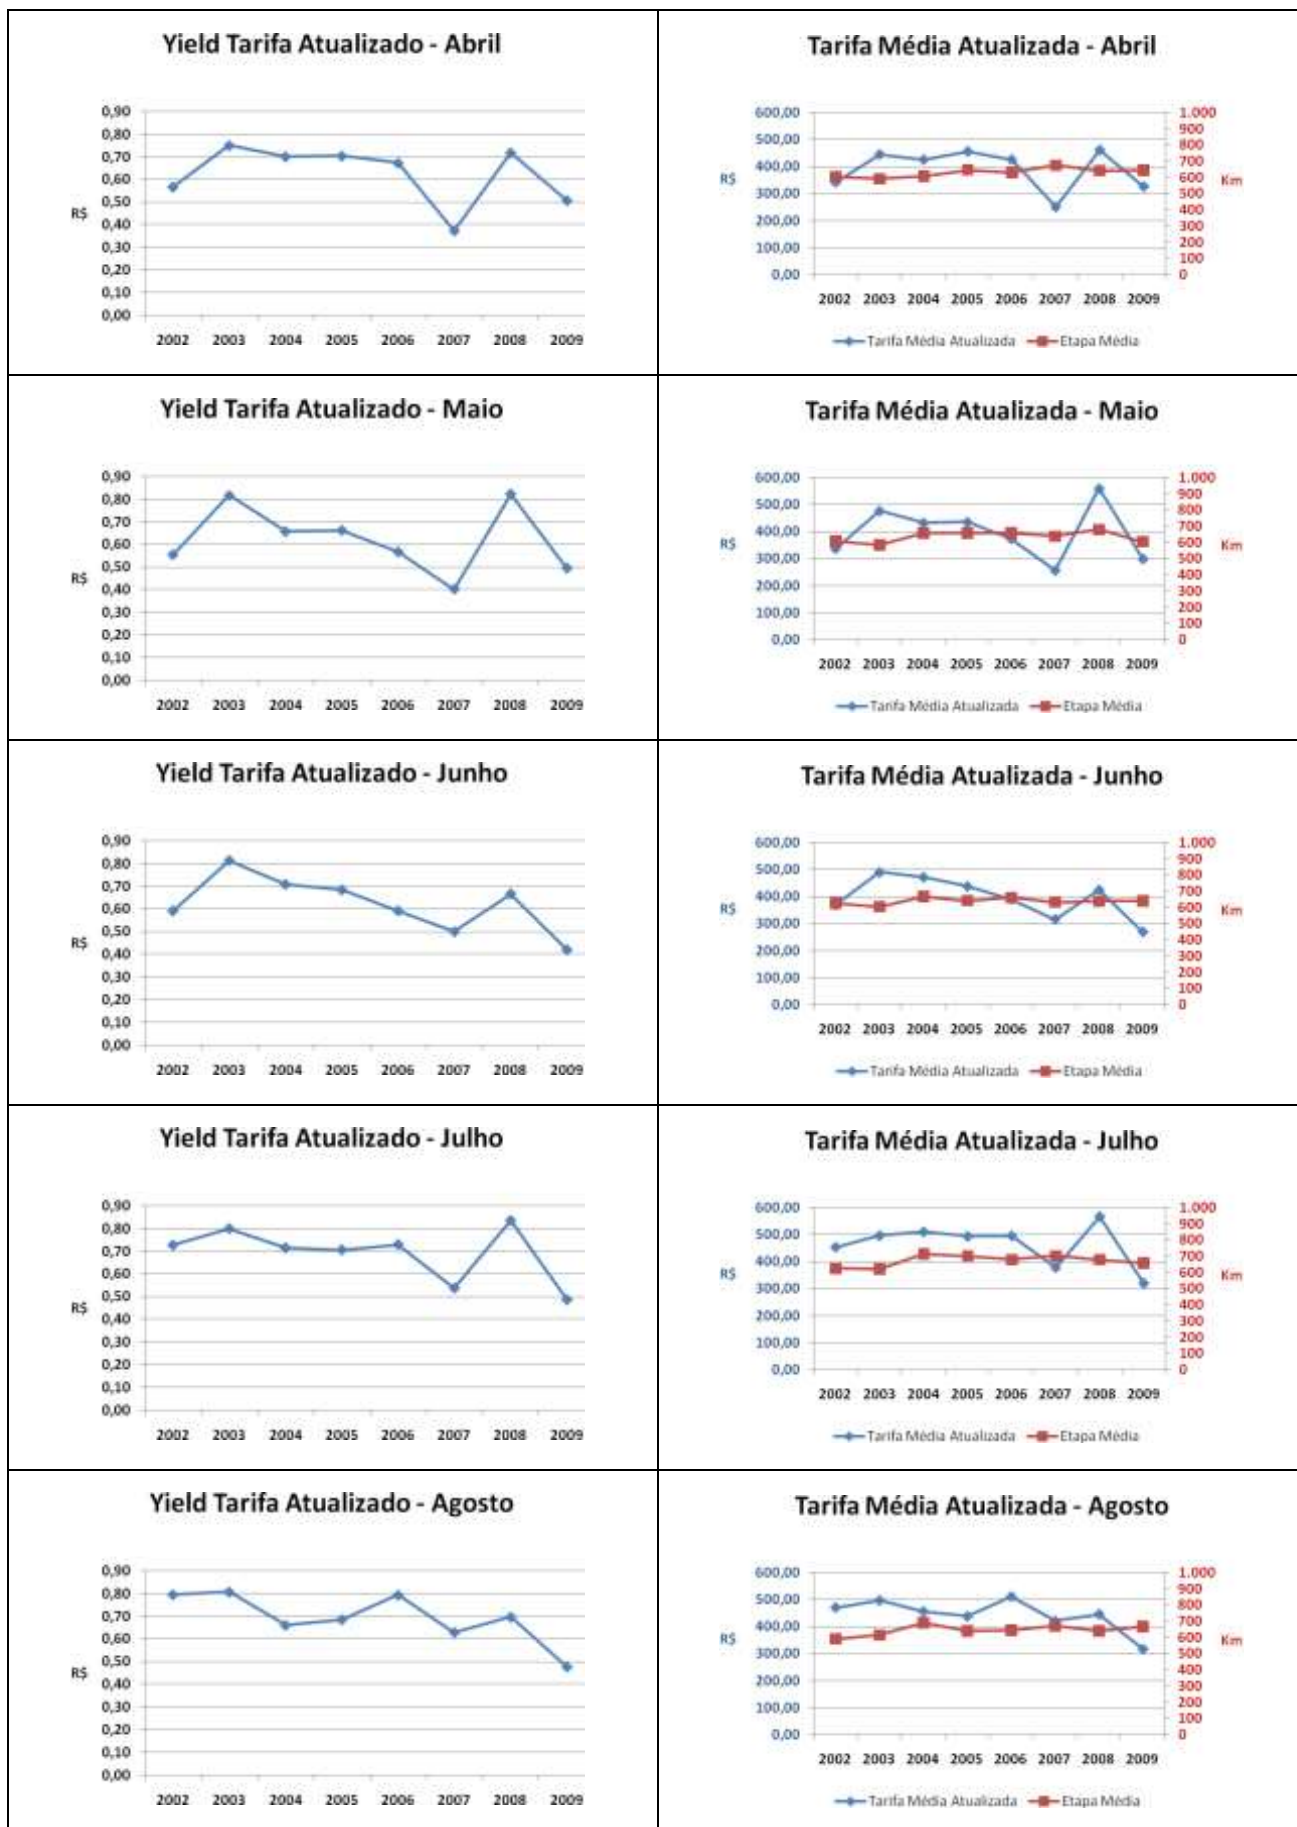 Yield Tarifa Atualizado - Abril
0,90
0,80
0,70
0,60
0,50
R$
0,40
0,30
0,20
0,10
0,00
2002 2003 2004 2005 2006 2007 2008 2009
Tarifa Média Atualizada - Abril
600,00 1.000
900
500,00 800
400,00 700
R$ 600 Km
300,00 500
200,00 400
300
100,00 200
100
0,00 0
2002 2003 2004 2005 2006 2007 2008 2009
Tarifa Média Atualizada Etapa Média
Yield Tarifa Atualizado - Maio
0,90
0,80
0,70
0,60
0,50
R$
0,40
0,30
0,20
0,10
0,00
2002 2003 2004 2005 2006 2007 2008 2009
Tarifa Média Atualizada - Maio
600,00 1.000
900
500,00 800
400,00 700
R$ 600 Km
300,00 500
200,00 400
300
100,00 200
100
0,00 0
2002 2003 2004 2005 2006 2007 2008 2009
Tarifa Média Atualizada Etapa Média
Yield Tarifa Atualizado - Junho
0,90
0,80
0,70
0,60
0,50
R$
0,40
0,30
0,20
0,10
0,00
2002 2003 2004 2005 2006 2007 2008 2009
Tarifa Média Atualizada - Junho
600,00 1.000
900
500,00 800
400,00 700
R$ 600 Km
300,00 500
200,00 400
300
100,00 200
100
0,00 0
2002 2003 2004 2005 2006 2007 2008 2009
Tarifa Média Atualizada Etapa Média
Yield Tarifa Atualizado - Julho
0,90
0,80
0,70
0,60
0,50
R$
0,40
0,30
0,20
0,10
0,00
2002 2003 2004 2005 2006 2007 2008 2009
Tarifa Média Atualizada - Julho
600,00 1.000
900
500,00 800
400,00 700
R$ 600 Km
300,00 500
200,00 400
300
100,00 200
100
0,00 0
2002 2003 2004 2005 2006 2007 2008 2009
Tarifa Média Atualizada Etapa Média
Yield Tarifa Atualizado - Agosto
0,90
0,80
0,70
0,60
0,50
R$
0,40
0,30
0,20
0,10
0,00
2002 2003 2004 2005 2006 2007 2008 2009
Tarifa Média Atualizada - Agosto
600,00 1.000
900
500,00 800
400,00 700
R$ 600 Km
300,00 500
200,00 400
300
100,00 200
100
0,00 0
2002 2003 2004 2005 2006 2007 2008 2009
Tarifa Média Atualizada Etapa Média